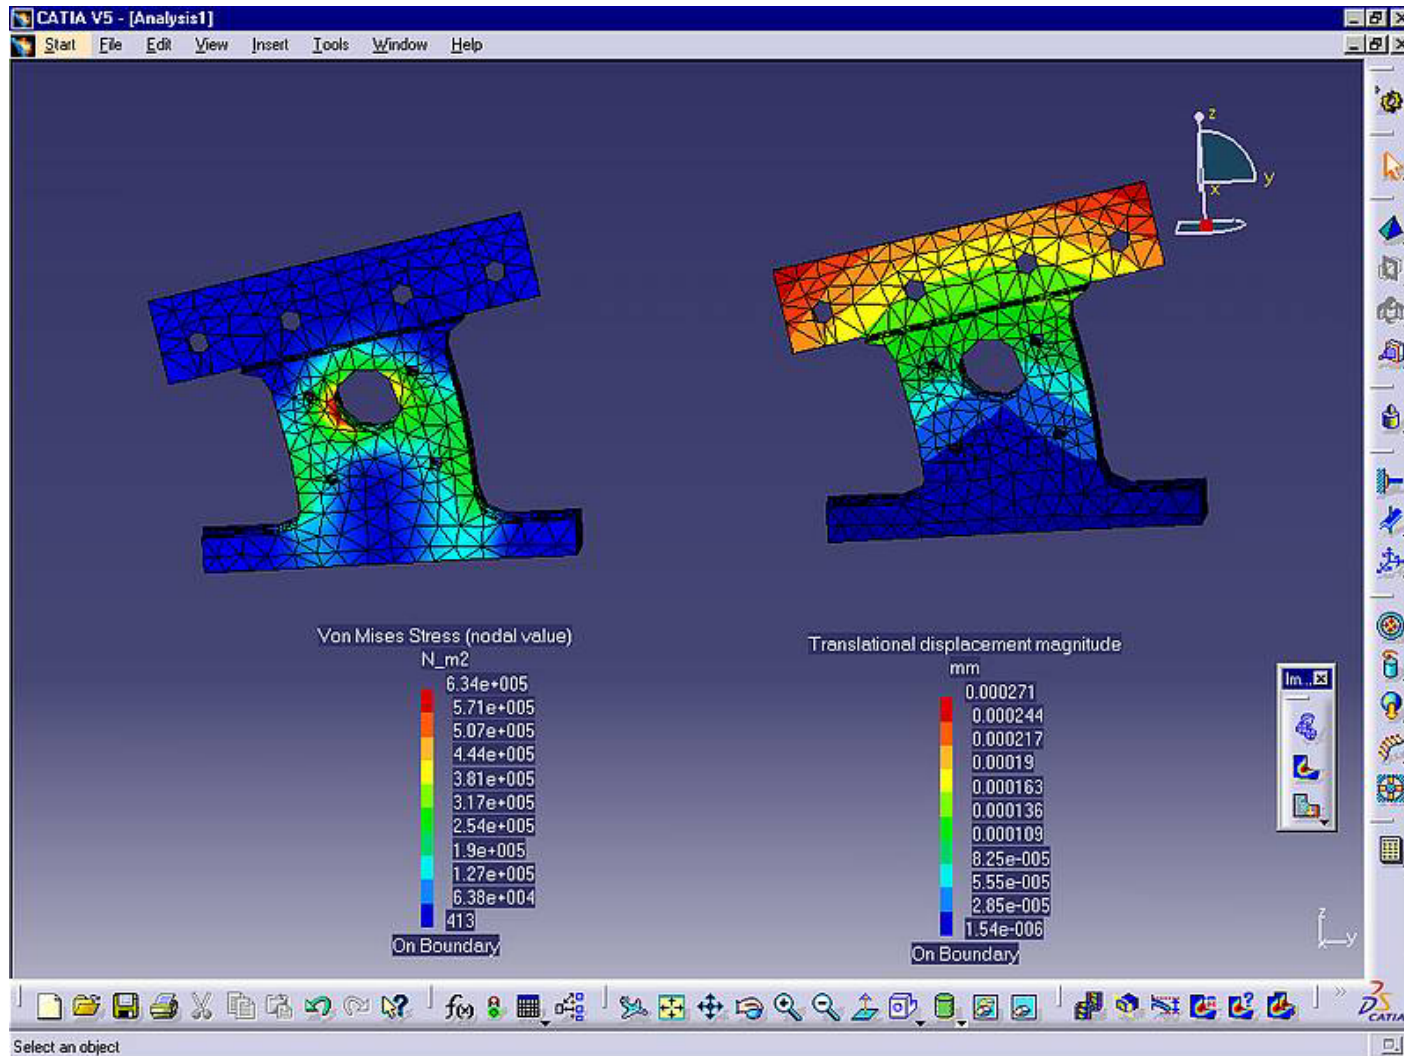 CATIA V5 - [Analysis1]
Start File Edit View Insert Tools Window Help
z
y
x
Von Mises Stress (nodal value)
N_m2
6.34e+005
5.71e+005
5.07e+005
4.44e+005
3.81e+005
3.17e+005
2.54e+005
1.9e+005
1.27e+005
6.38e+004
413
On Boundary
Translational displacement magnitude
mm
0.000271
0.000244
0.000217
0.00019
0.000163
0.000136
0.000109
8.25e-005
5.55e-005
2.85e-005
1.54e-006
On Boundary
Im...
z
x y
f(x)
CATIA
Select an object